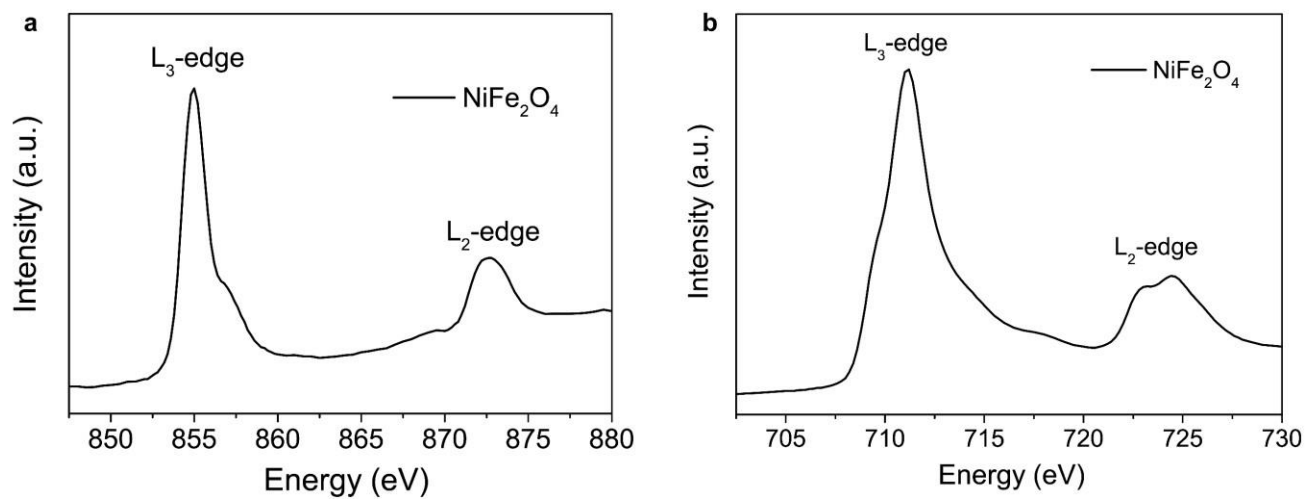 a
L₃-edge
NiFe₂O₄
L₂-edge
Intensity (a.u.)
850 855 860 865 870 875 880
Energy (eV)
b
L₃-edge
NiFe₂O₄
L₂-edge
Intensity (a.u.)
705 710 715 720 725 730
Energy (eV)